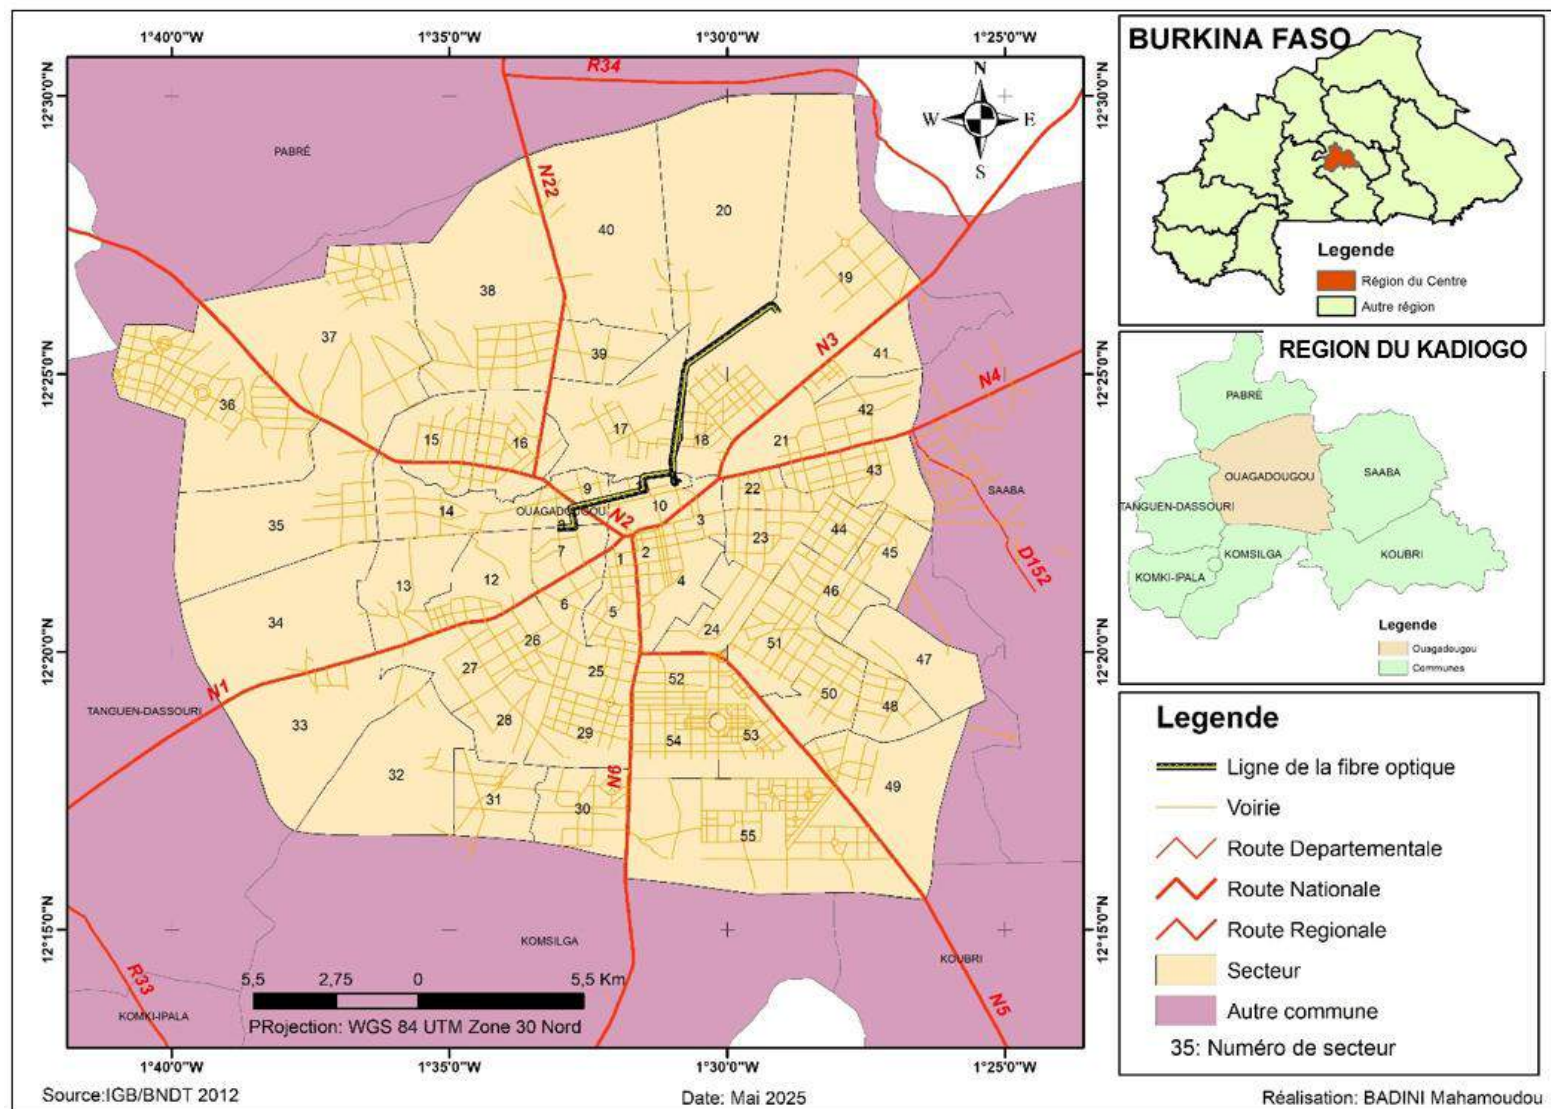 1°40'0"W
1°35'0"W
1°30'0"W
1°25'0"W
12°30'0"N
12°30'0"N
R34
N
W
E
S
PABRÉ
N22
20
40
19
38
37
N3
41
39
12°25'0"N
12°25'0"N
N4
36
42
17
15
16
18
21
43
9
22
SAABA
10
35
14
OUAGADOUGOU
N2
3
8
44
23
7
1
2
45
D152
12
4
13
46
6
5
34
24
26
51
12°20'0"N
12°20'0"N
47
27
25
52
N1
50
48
TANGUEN-DASSOURI
33
28
29
54
53
32
N6
49
31
30
55
12°15'0"N
12°15'0"N
KOMSILGA
KOUBRI
R33
5,5
2,75
0
5,5 Km
N5
KOMKI-IPALA
PRojection: WGS 84 UTM Zone 30 Nord
1°40'0"W
1°35'0"W
1°30'0"W
1°25'0"W
Source:IGB/BNDT 2012
Date: Mai 2025
BURKINA FASO
Legende
Région du Centre
Autre région
REGION DU KADIOGO
PABRÉ
OUAGADOUGOU
SAABA
TANGUEN-DASSOURI
KOMSILGA
KOUBRI
KOMKI-IPALA
Legende
Ouagadougou
Communes
Legende
Ligne de la fibre optique
Voirie
Route Departementale
Route Nationale
Route Regionale
Secteur
Autre commune
35: Numéro de secteur
Réalisation: BADINI Mahamoudou